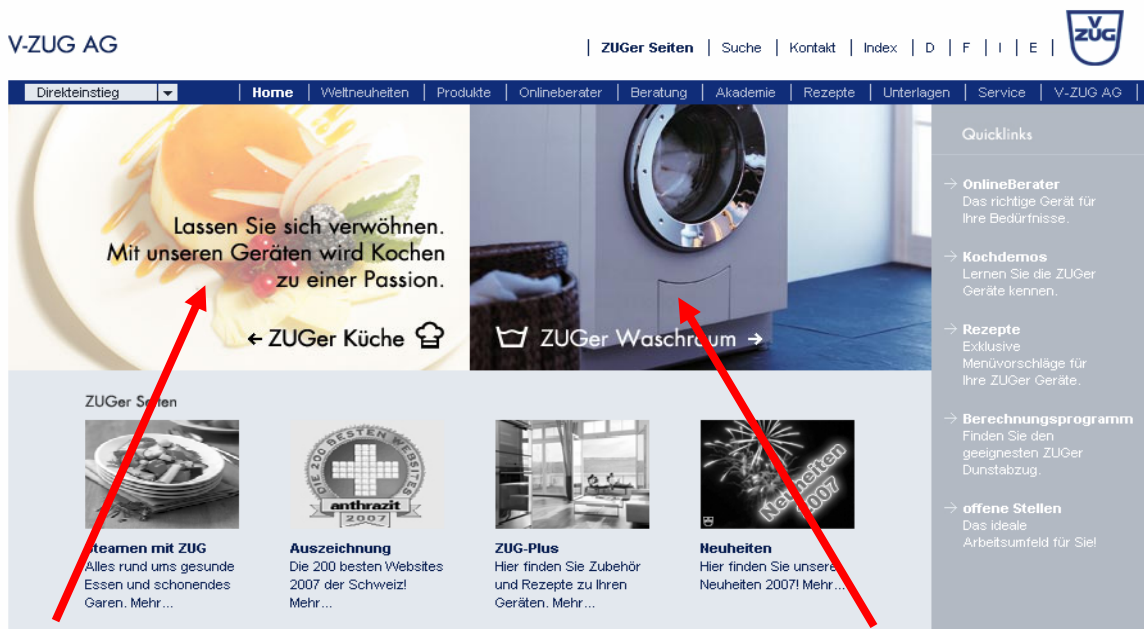 V-ZUG AG
ZUGer Seiten | Suche | Kontakt | Index | D | F | I | E |
VZUG
Direkteinstieg
Home | Weltneuheiten | Produkte | Onlineberater | Beratung | Akademie | Rezepte | Unterlagen | Service | V-ZUG AG
Lassen Sie sich verwöhnen.
Mit unseren Geräten wird Kochen
zu einer Passion.
← ZUGer Küche
ZUGer Waschraum →
Quicklinks
→ OnlineBerater
Das richtige Gerät für
Ihre Bedürfnisse.
→ Kochdemos
Lernen Sie die ZUGer
Geräte kennen.
→ Rezepte
Exklusive
Menüvorschläge für
Ihre ZUGer Geräte.
→ Berechnungsprogramm
Finden Sie den
geeignesten ZUGer
Dunstabzug.
→ offene Stellen
Das ideale
Arbeitsumfeld für Sie!
ZUGer Seiten
Steamen mit ZUG
Alles rund ums gesunde
Essen und schonendes
Garen. Mehr...
DIE 200 BESTEN WEBSITES
anthrazit
2007
Auszeichnung
Die 200 besten Websites
2007 der Schweiz!
Mehr...
ZUG-Plus
Hier finden Sie Zubehör
und Rezepte zu Ihren
Geräten. Mehr...
Neuheiten
2007
Neuheiten
Hier finden Sie unsere
Neuheiten 2007! Mehr...